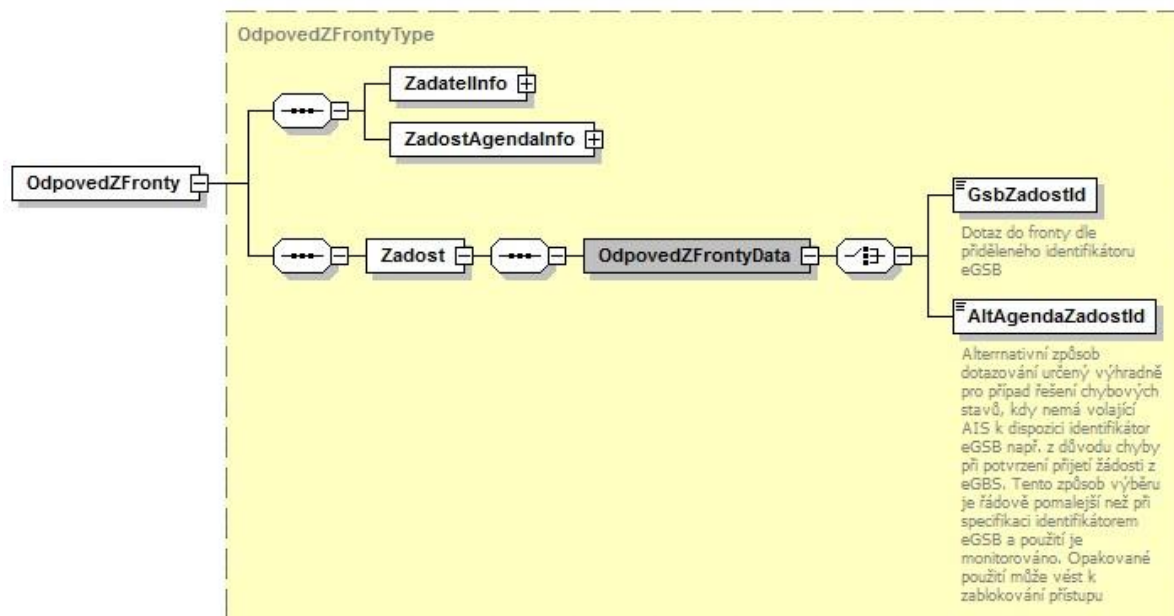 OdpovedZFrontyType
ZadatelInfo
ZadostAgendaInfo
OdpovedZFronty
GsbZadostId
Dotaz do fronty dle
přiděleného identifikátoru
eGSB
Zadost
OdpovedZFrontyData
AltAgendaZadostId
Alterrnativní způsob
dotazování určený výhradně
pro případ řešení chybových
stavů, kdy nemá volající
AIS k dispozici identifikátor
eGSB např. z důvodu chyby
při potvrzení přijetí žádosti z
eGBS. Tento způsob výběru
je řádově pomalejší než při
specifikaci identifikátorem
eGSB a použití je
monitorováno. Opakované
použití může vést k
zablokování přístupu